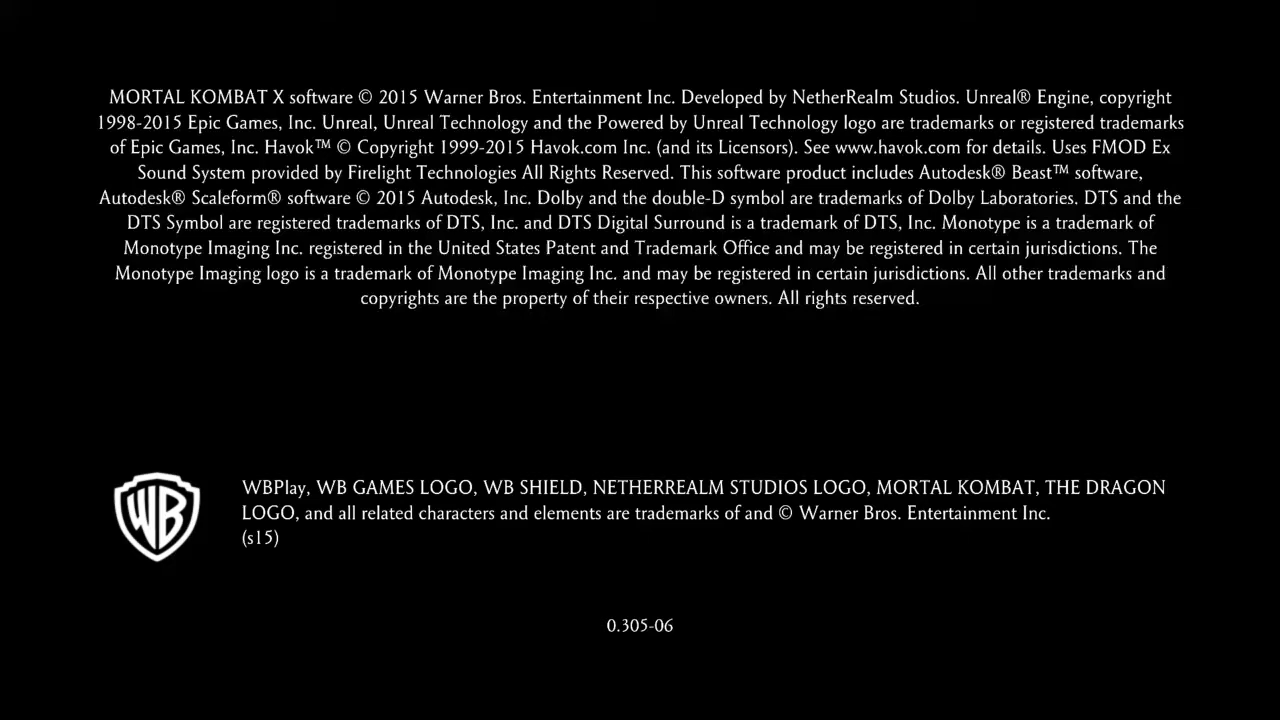 MORTAL KOMBAT X software © 2015 Warner Bros. Entertainment Inc. Developed by NetherRealm Studios. Unreal® Engine, copyright
1998-2015 Epic Games, Inc. Unreal, Unreal Technology and the Powered by Unreal Technology logo are trademarks or registered trademarks
of Epic Games, Inc. Havok™ © Copyright 1999-2015 Havok.com Inc. (and its Licensors). See www.havok.com for details. Uses FMOD Ex
Sound System provided by Firelight Technologies All Rights Reserved. This software product includes Autodesk® Beast™ software,
Autodesk® Scaleform® software © 2015 Autodesk, Inc. Dolby and the double-D symbol are trademarks of Dolby Laboratories. DTS and the
DTS Symbol are registered trademarks of DTS, Inc. and DTS Digital Surround is a trademark of DTS, Inc. Monotype is a trademark of
Monotype Imaging Inc. registered in the United States Patent and Trademark Office and may be registered in certain jurisdictions. The
Monotype Imaging logo is a trademark of Monotype Imaging Inc. and may be registered in certain jurisdictions. All other trademarks and
copyrights are the property of their respective owners. All rights reserved.
WB
WBPlay, WB GAMES LOGO, WB SHIELD, NETHERREALM STUDIOS LOGO, MORTAL KOMBAT, THE DRAGON
LOGO, and all related characters and elements are trademarks of and © Warner Bros. Entertainment Inc.
(s15)
0.305-06